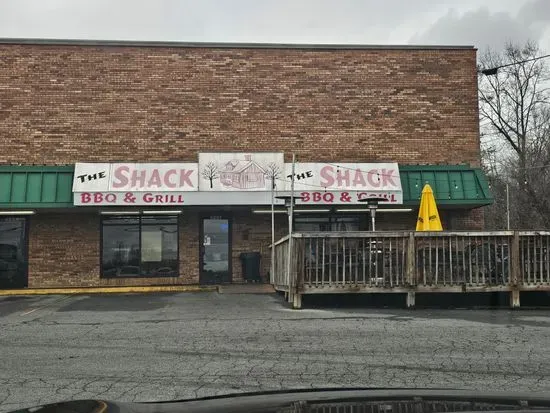 THE SHACK
BBQ & GRILL
THE SHACK
BBQ & GRILL